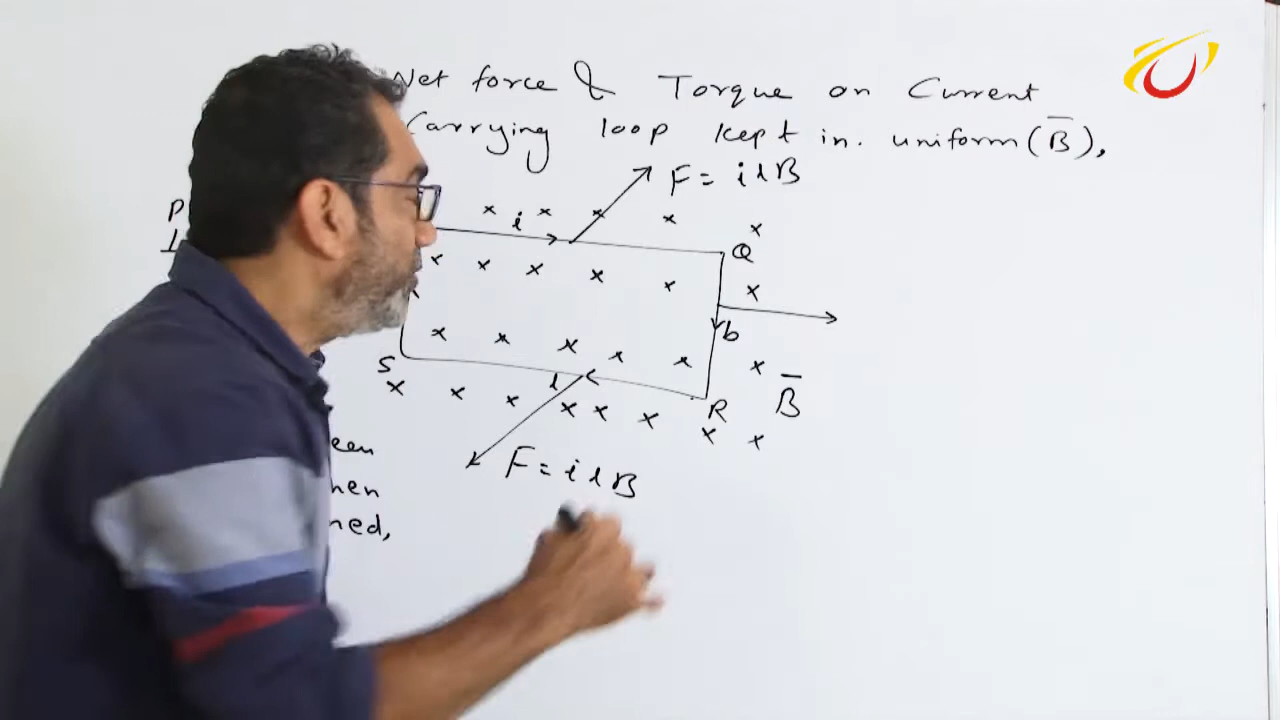 Net force & Torque on Current
Carrying loop kept in. uniform (B̅),
F = ilB
P
i
Q
b
S
l
R
B̅
F = ilB